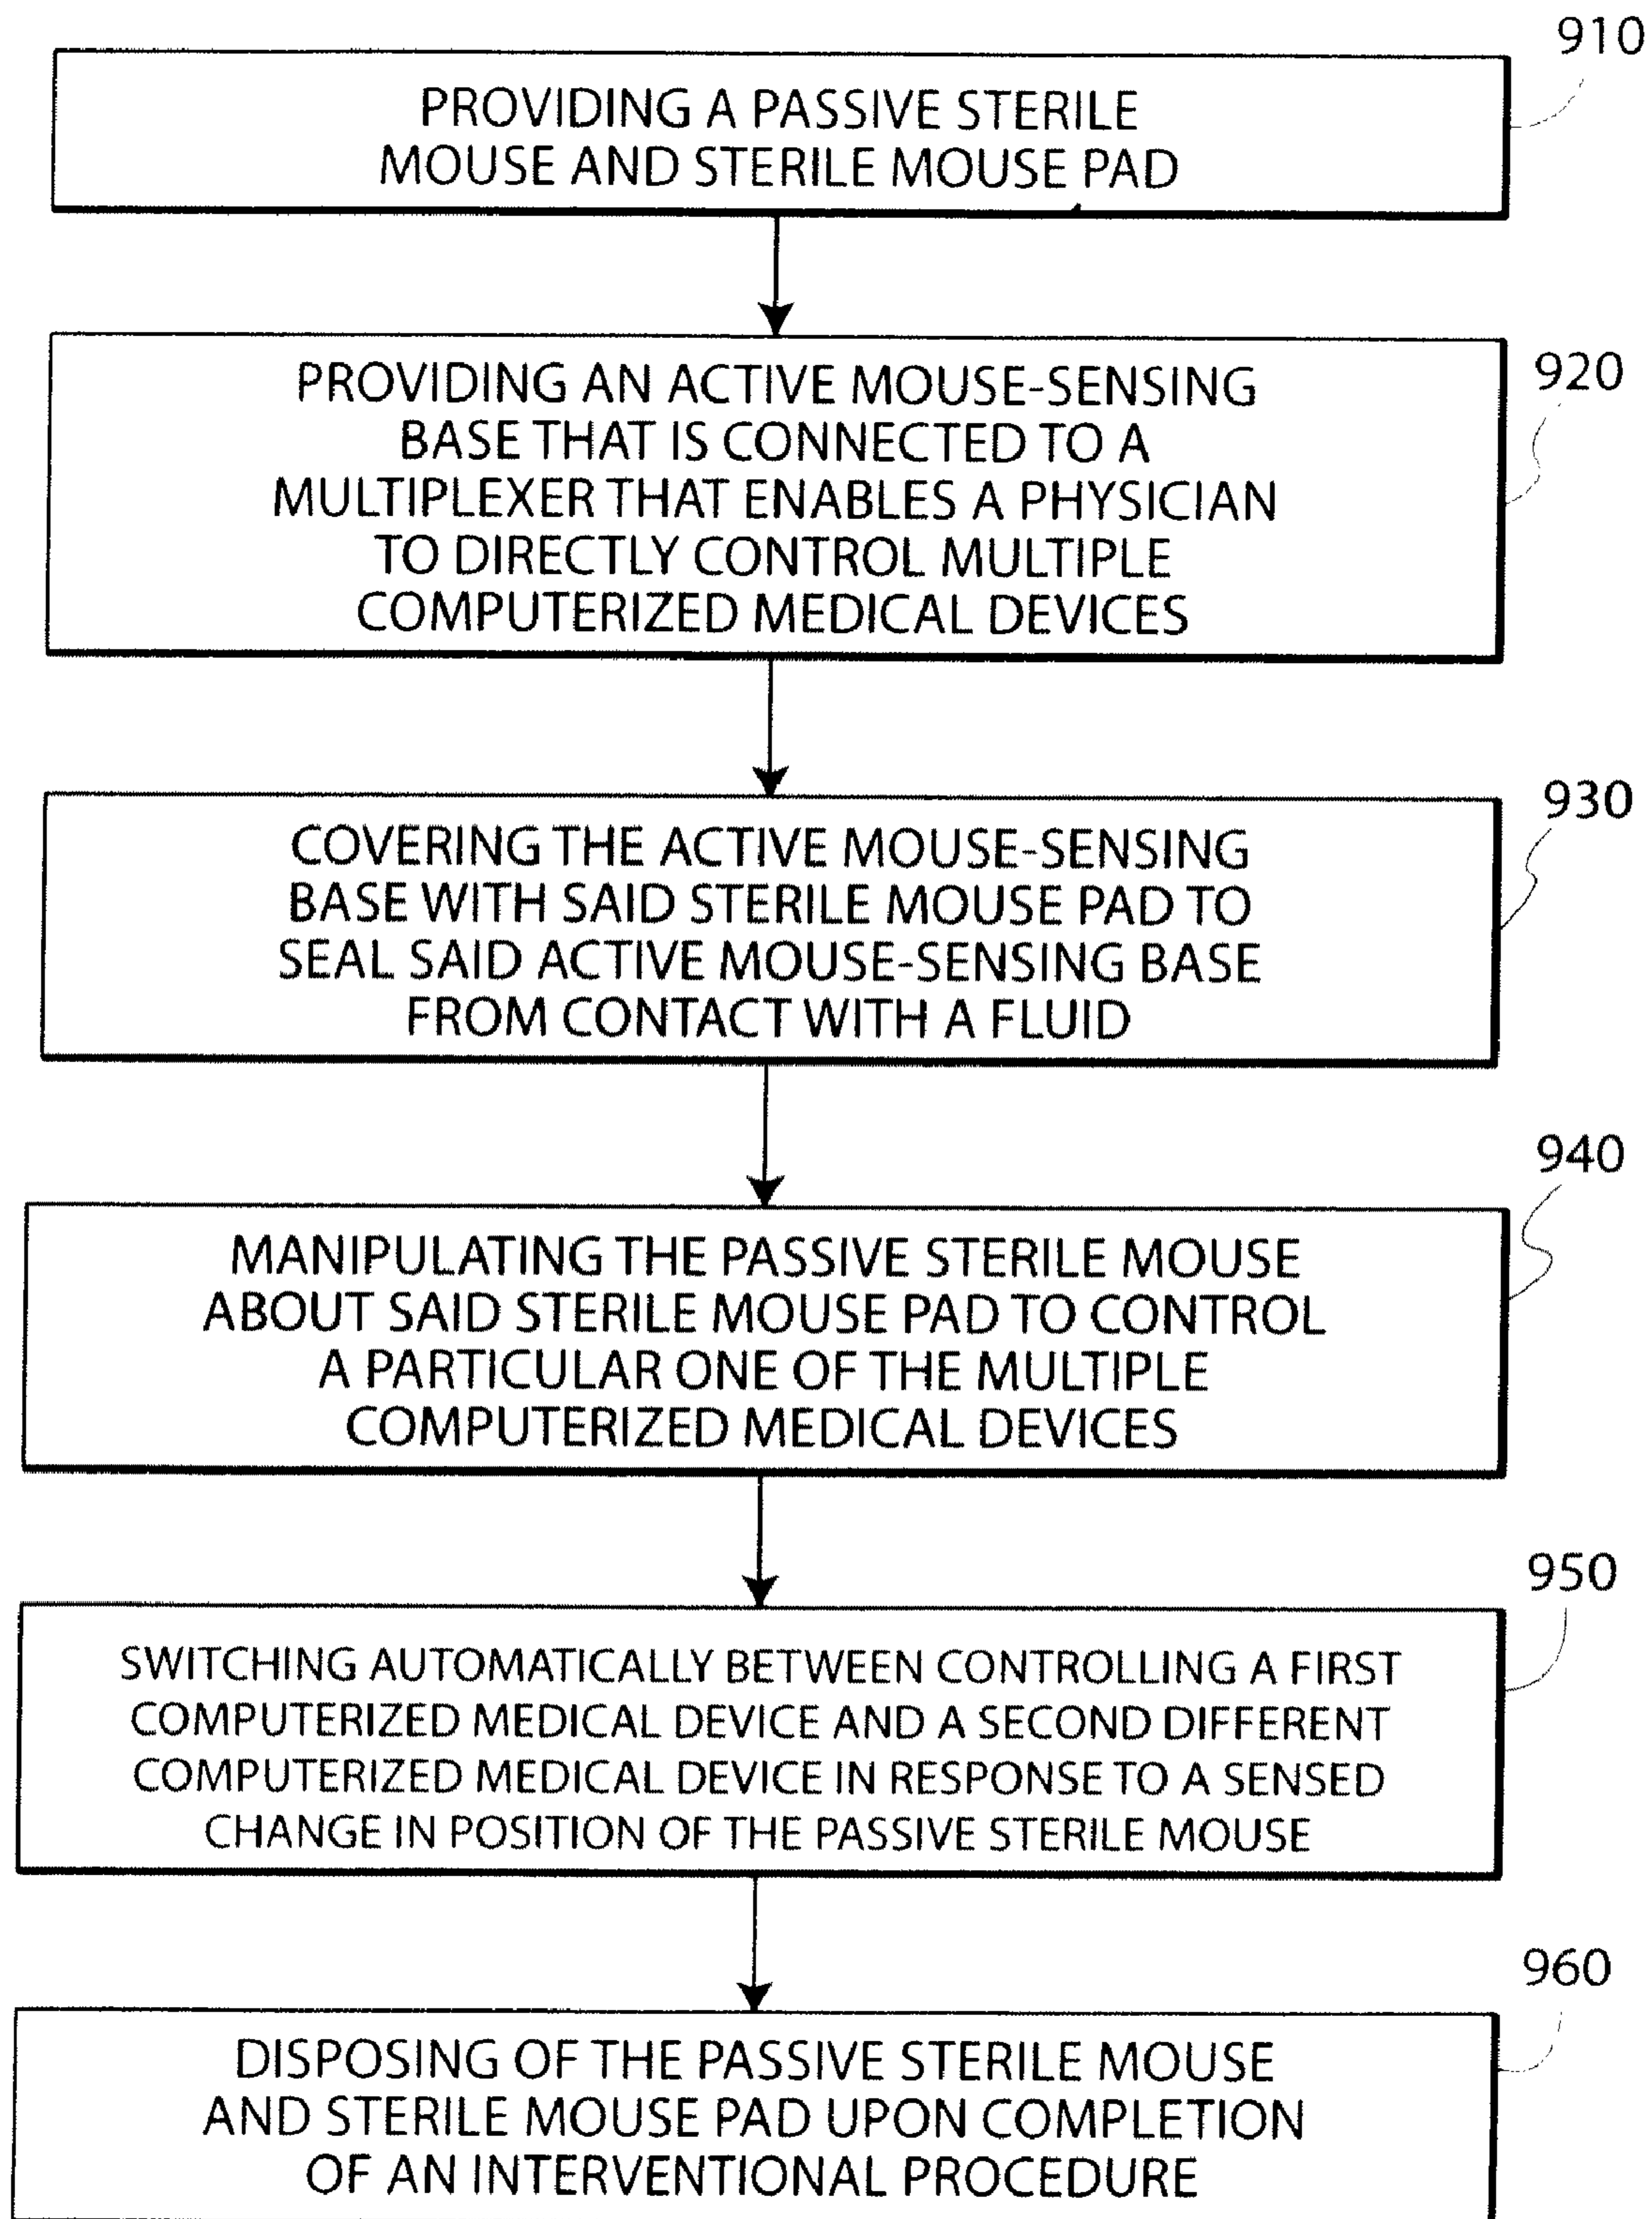 910
PROVIDING A PASSIVE STERILE
MOUSE AND STERILE MOUSE PAD
920
PROVIDING AN ACTIVE MOUSE-SENSING
BASE THAT IS CONNECTED TO A
MULTIPLEXER THAT ENABLES A PHYSICIAN
TO DIRECTLY CONTROL MULTIPLE
COMPUTERIZED MEDICAL DEVICES
930
COVERING THE ACTIVE MOUSE-SENSING
BASE WITH SAID STERILE MOUSE PAD TO
SEAL SAID ACTIVE MOUSE-SENSING BASE
FROM CONTACT WITH A FLUID
940
MANIPULATING THE PASSIVE STERILE MOUSE
ABOUT SAID STERILE MOUSE PAD TO CONTROL
A PARTICULAR ONE OF THE MULTIPLE
COMPUTERIZED MEDICAL DEVICES
950
SWITCHING AUTOMATICALLY BETWEEN CONTROLLING A FIRST
COMPUTERIZED MEDICAL DEVICE AND A SECOND DIFFERENT
COMPUTERIZED MEDICAL DEVICE IN RESPONSE TO A SENSED
CHANGE IN POSITION OF THE PASSIVE STERILE MOUSE
960
DISPOSING OF THE PASSIVE STERILE MOUSE
AND STERILE MOUSE PAD UPON COMPLETION
OF AN INTERVENTIONAL PROCEDURE